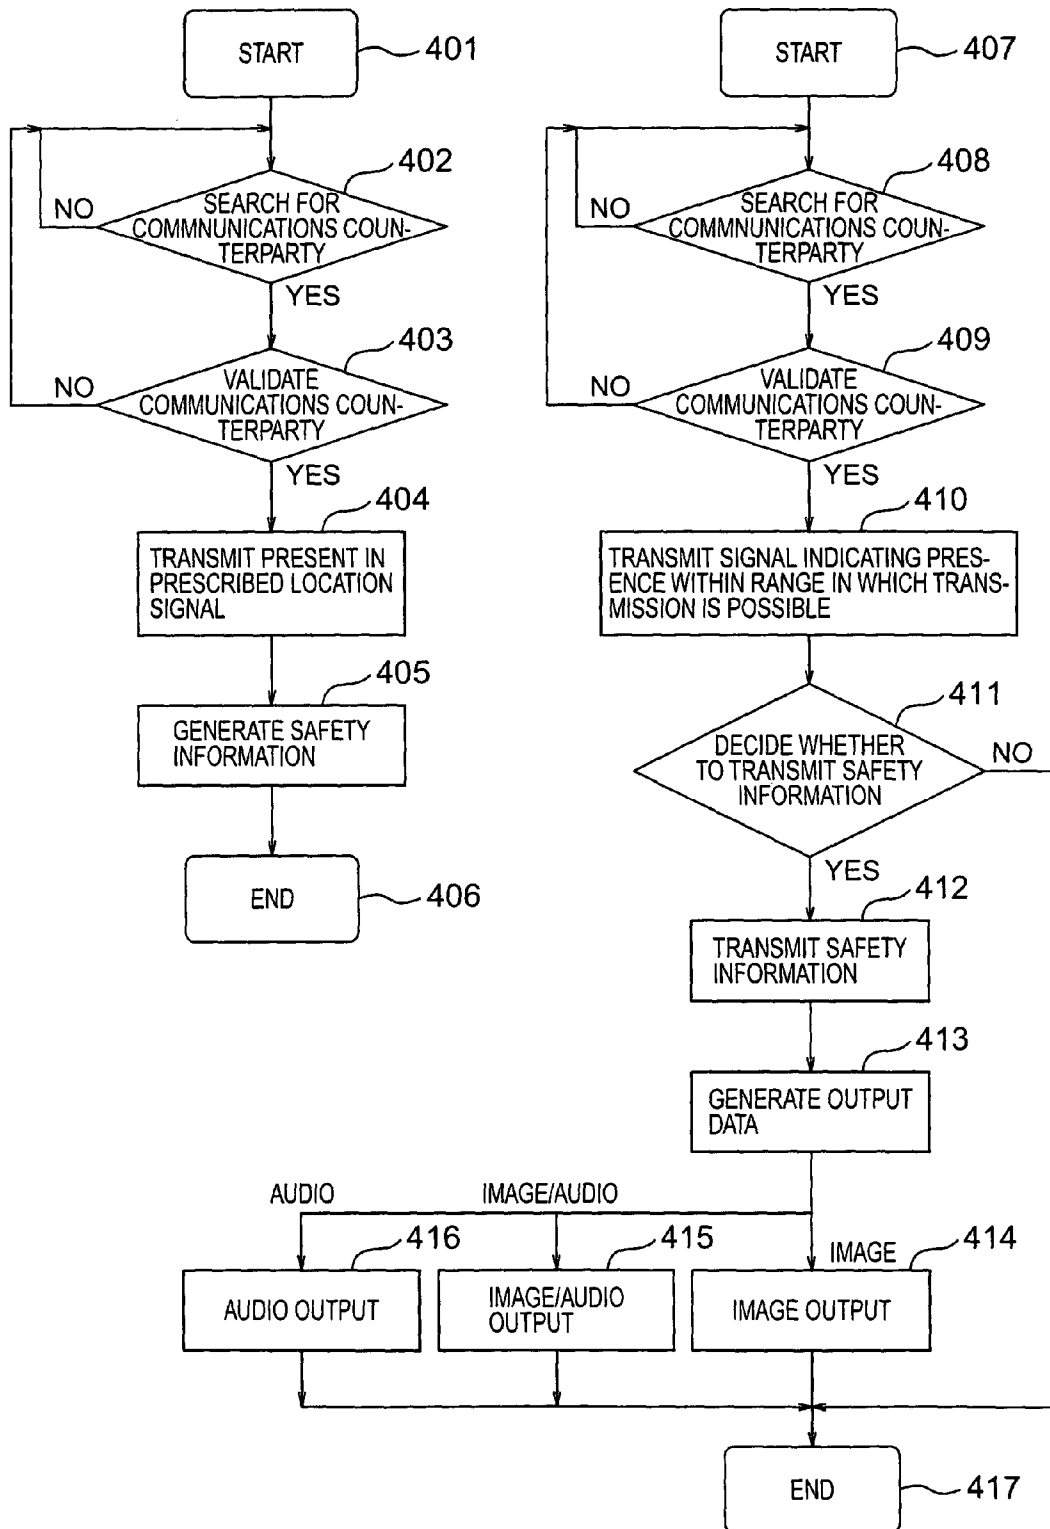 START
401
NO
402
SEARCH FOR
COMMNUNICATIONS COUN-
TERPARTY
YES
403
NO
VALIDATE
COMMUNICATIONS COUN-
TERPARTY
YES
404
TRANSMIT PRESENT IN
PRESCRIBED LOCATION
SIGNAL
405
GENERATE SAFETY
INFORMATION
END
406
START
407
NO
408
SEARCH FOR
COMMNUNICATIONS COUN-
TERPARTY
YES
409
NO
VALIDATE
COMMUNICATIONS COUN-
TERPARTY
YES
410
TRANSMIT SIGNAL INDICATING PRES-
ENCE WITHIN RANGE IN WHICH TRANS-
MISSION IS POSSIBLE
411
DECIDE WHETHER
TO TRANSMIT SAFETY
INFORMATION
NO
YES
412
TRANSMIT SAFETY
INFORMATION
413
GENERATE OUTPUT
DATA
AUDIO
IMAGE/AUDIO
IMAGE
416
AUDIO OUTPUT
415
IMAGE/AUDIO
OUTPUT
414
IMAGE OUTPUT
END
417